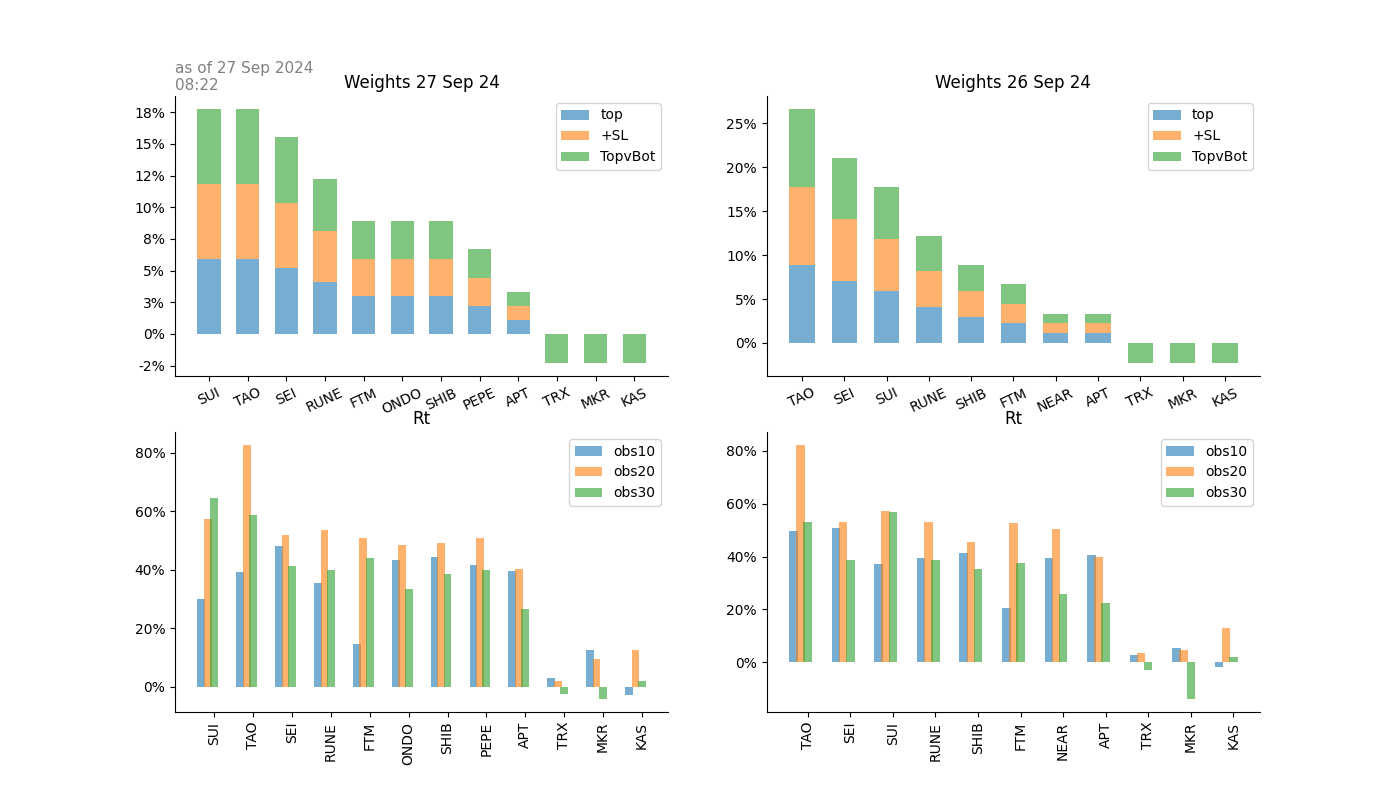 as of 27 Sep 2024
08:22
Weights 27 Sep 24
18%
15%
12%
10%
8%
5%
3%
0%
-2%
top
+SL
TopvBot
SUI TAO SEI RUNE FTM ONDO SHIB PEPE APT TRX MKR KAS
Weights 26 Sep 24
25%
20%
15%
10%
5%
0%
top
+SL
TopvBot
TAO SEI SUI RUNE SHIB FTM NEAR APT TRX MKR KAS
Rt
80%
60%
40%
20%
0%
obs10
obs20
obs30
SUI TAO SEI RUNE FTM ONDO SHIB PEPE APT TRX MKR KAS
Rt
80%
60%
40%
20%
0%
obs10
obs20
obs30
TAO SEI SUI RUNE SHIB FTM NEAR APT TRX MKR KAS